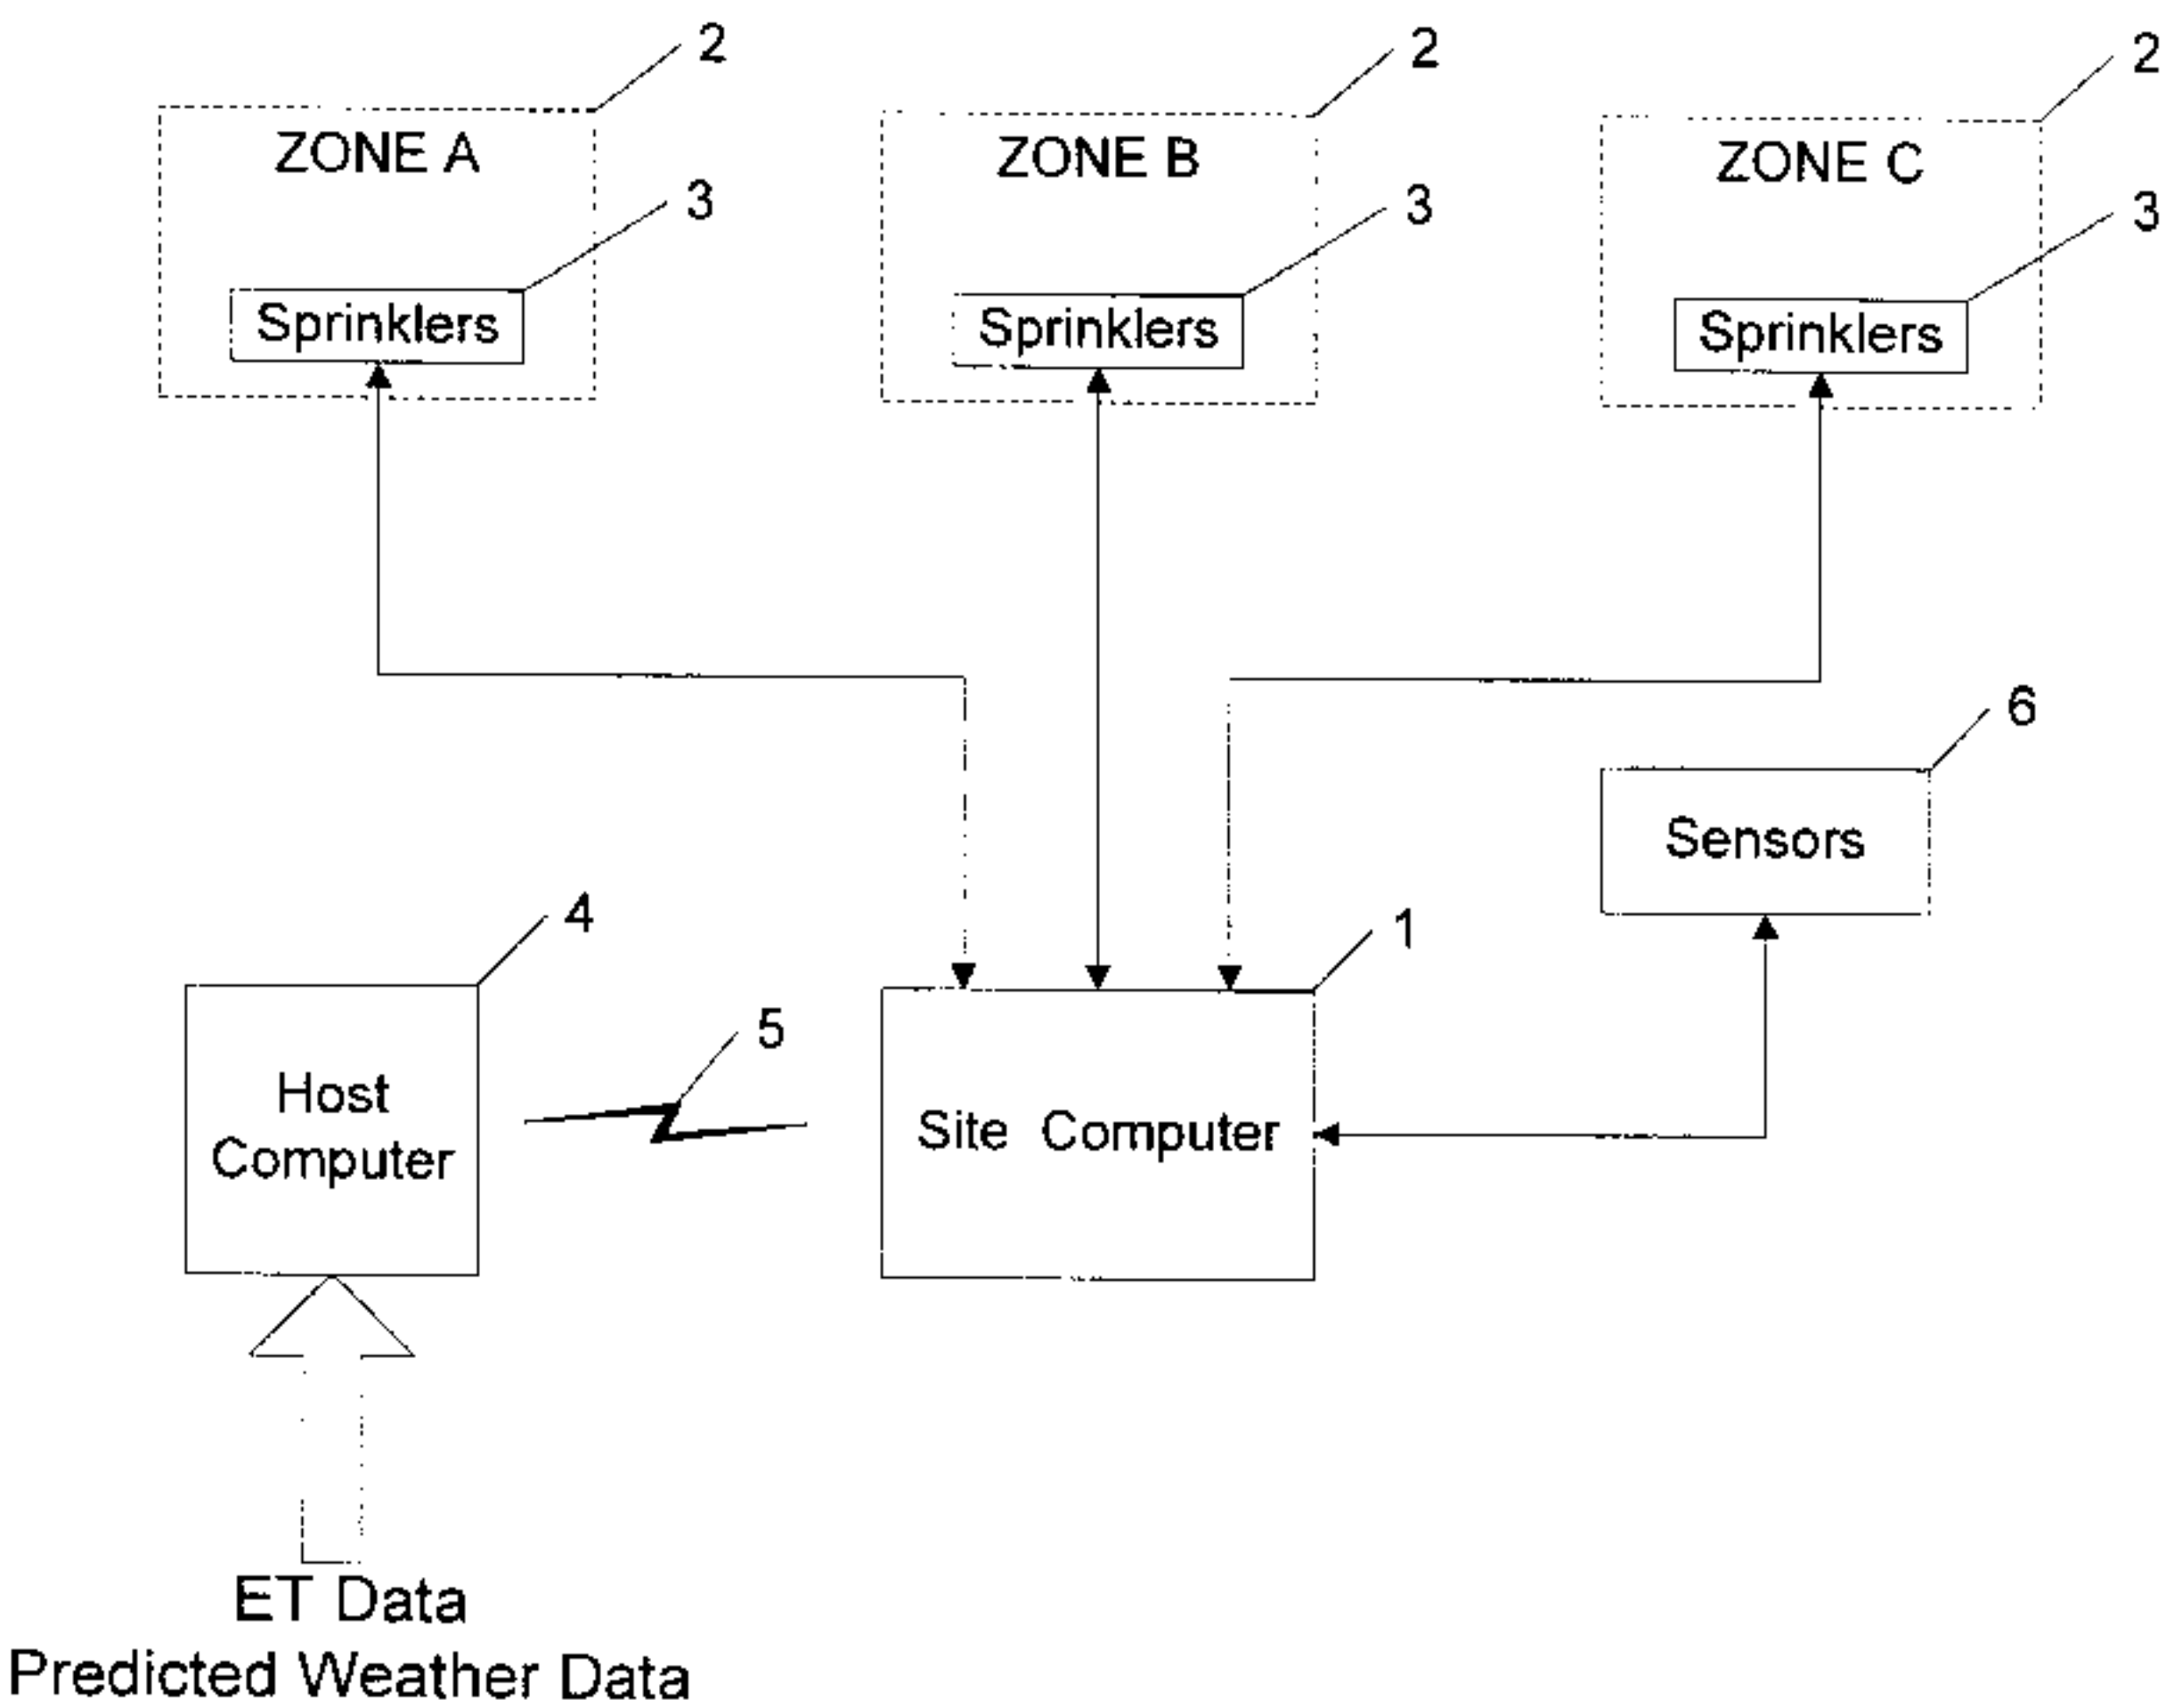 2
2
2
ZONE A
ZONE B
ZONE C
3
3
3
Sprinklers
Sprinklers
Sprinklers
6
Sensors
4
1
5
Host
Computer
Site Computer
ET Data
Predicted Weather Data